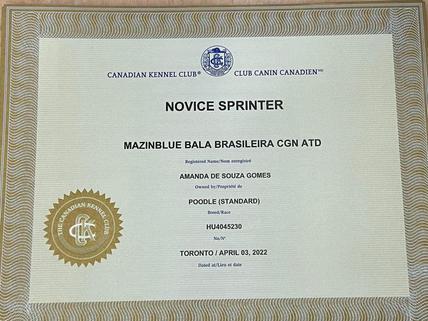 CANADIAN KENNEL CLUB® CLUB CANIN CANADIEN
NOVICE SPRINTER
MAZINBLUE BALA BRASILEIRA CGN ATD
Registered Name/Nom enregistré
AMANDA DE SOUZA GOMES
Owned by/Propriété de
POODLE (STANDARD)
Breed/Race
HU4045230
No/N°
TORONTO / APRIL 03, 2022
Dated at/Lieu et date
THE CANADIAN KENNEL CLUB